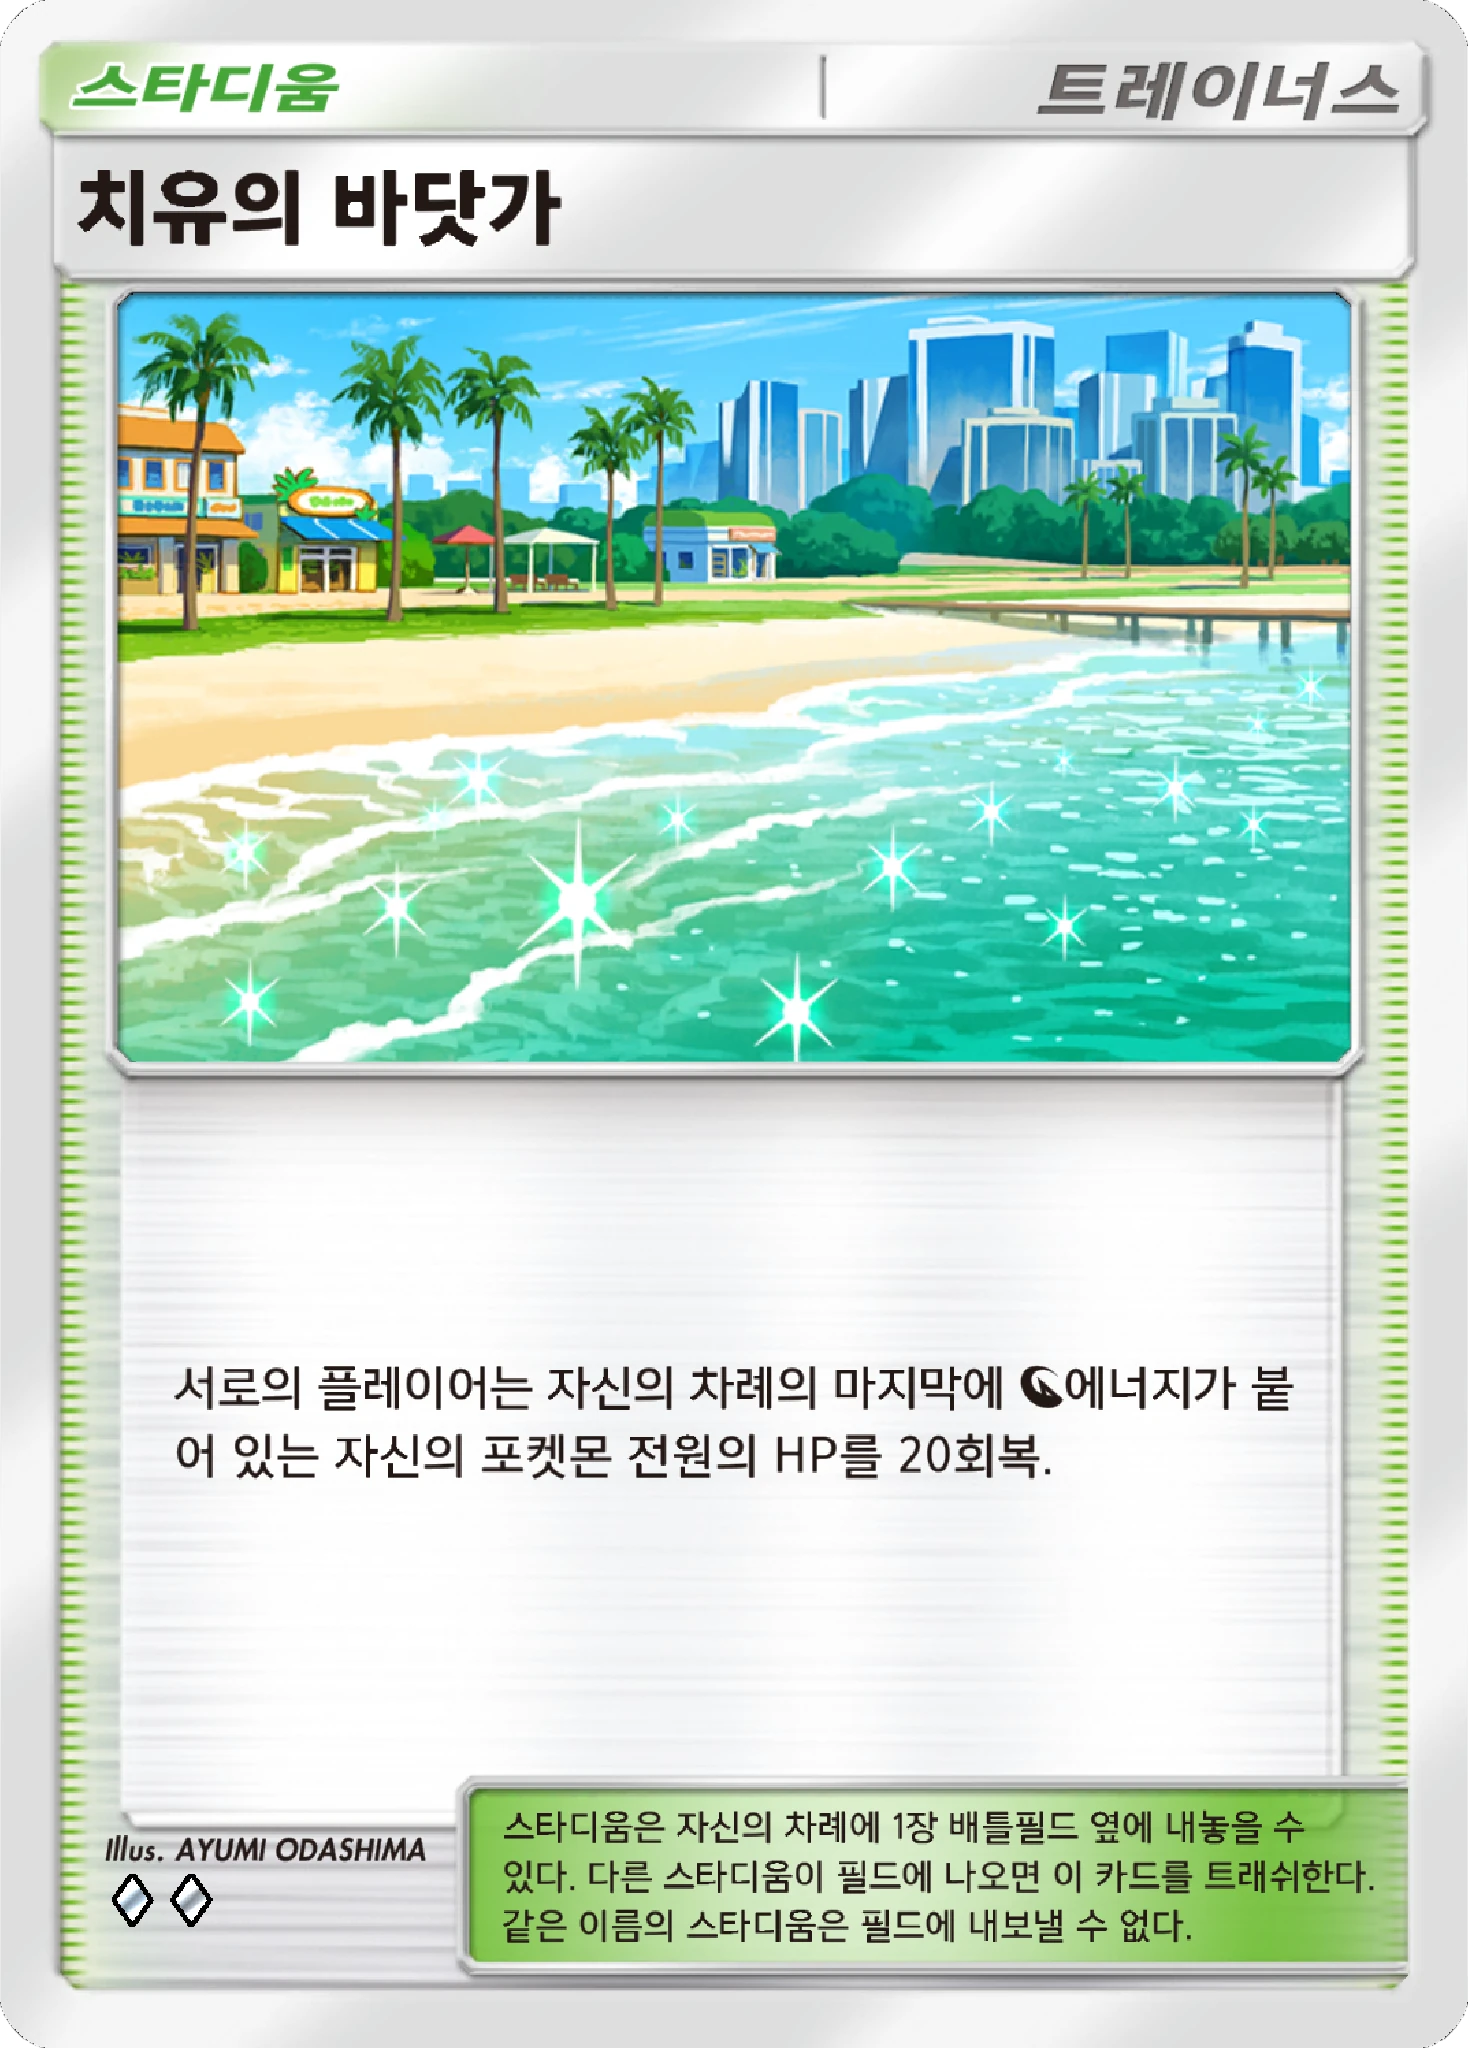 스타디움
트레이너스
치유의 바닷가
서로의 플레이어는 자신의 차례의 마지막에 에너지가 붙
어 있는 자신의 포켓몬 전원의 HP를 20회복.
Illus. AYUMI ODASHIMA
스타디움은 자신의 차례에 1장 배틀필드 옆에 내놓을 수
있다. 다른 스타디움이 필드에 나오면 이 카드를 트래쉬한다.
같은 이름의 스타디움은 필드에 내보낼 수 없다.